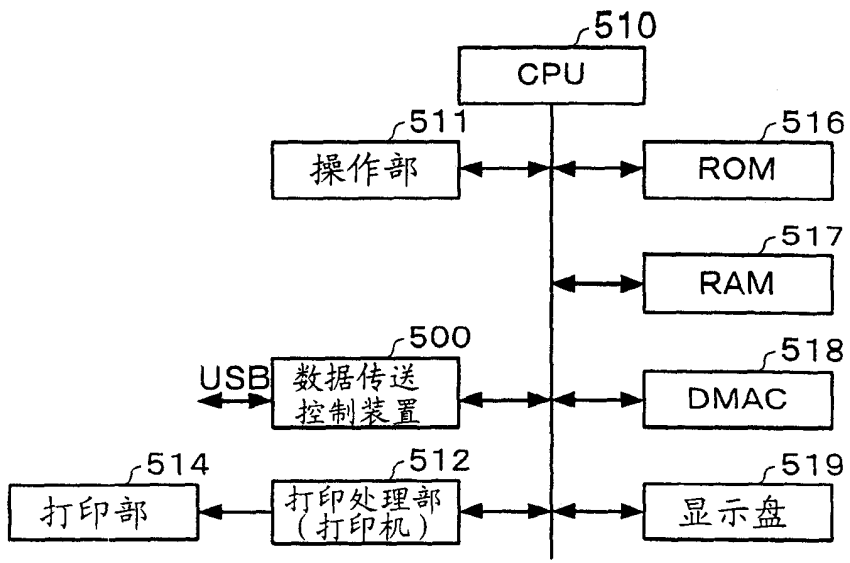 510
CPU
511
操作部
516
ROM
517
RAM
500
USB
数据传送
控制装置
518
DMAC
514
打印部
512
打印处理部
(打印机)
519
显示盘